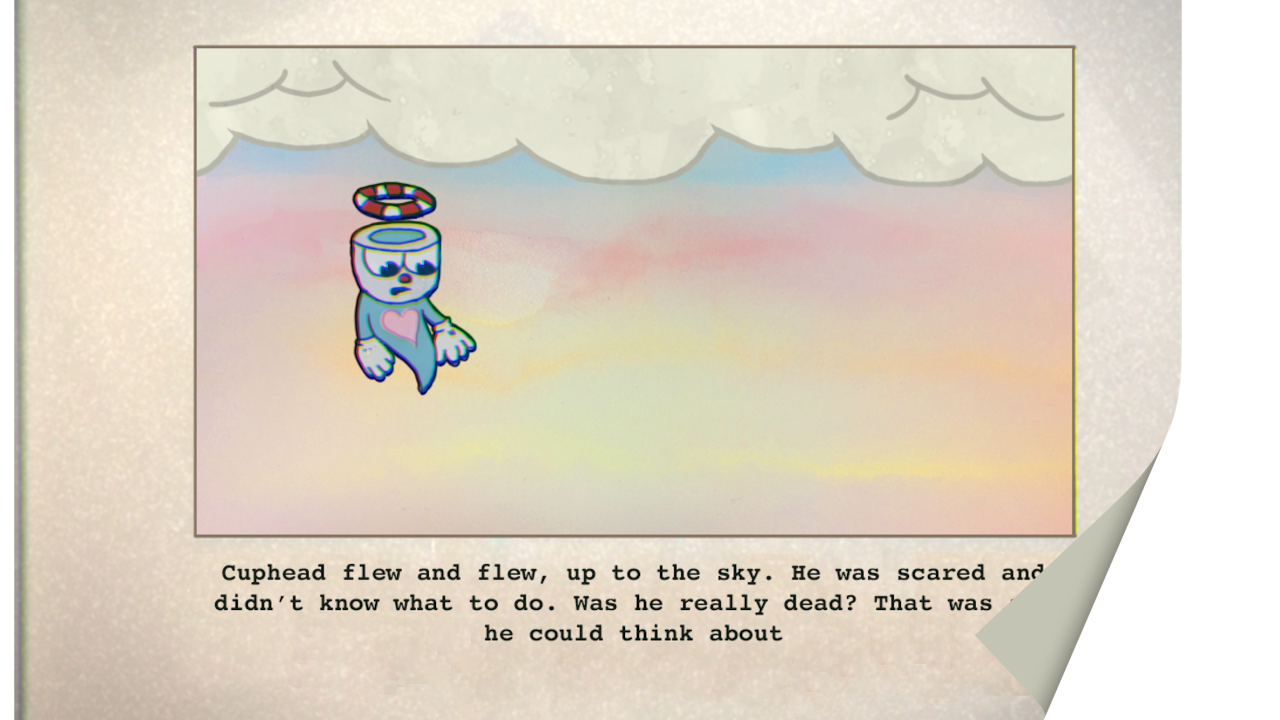 Cuphead flew and flew, up to the sky. He was scared and
didn’t know what to do. Was he really dead? That was
he could think about